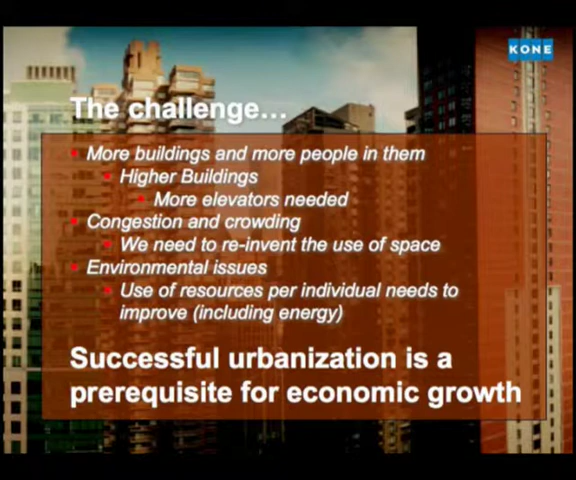 KONE
The challenge...
More buildings and more people in them
Higher Buildings
More elevators needed
Congestion and crowding
We need to re-invent the use of space
Environmental issues
Use of resources per individual needs to
improve (including energy)
Successful urbanization is a
prerequisite for economic growth